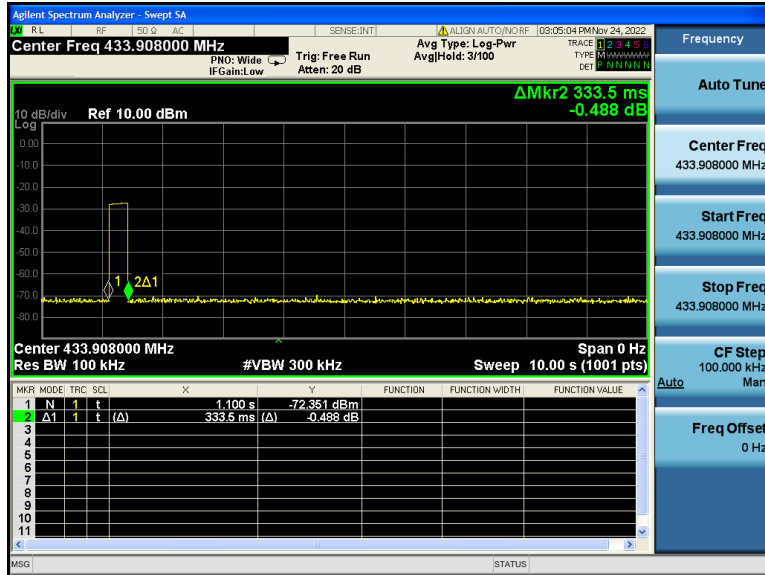 Agilent Spectrum Analyzer - Swept SA
LXI RL RF 50 Ω AC SENSE:INT ALIGN AUTO/NO RF 03:05:04 PM Nov 24, 2022
Center Freq 433.908000 MHz
PNO: Wide
IFGain:Low
Trig: Free Run
Atten: 20 dB
Avg Type: Log-Pwr
Avg|Hold: 3/100
TRACE 1 2 3 4 5 6
TYPE M
DET P N N N N N
ΔMkr2 333.5 ms
-0.488 dB
10 dB/div Ref 10.00 dBm
Log
0.00
-10.0
-20.0
-30.0
-40.0
-50.0
-60.0
-70.0
-80.0
1 2Δ1
Center 433.908000 MHz Span 0 Hz
Res BW 100 kHz #VBW 300 kHz Sweep 10.00 s (1001 pts)
MKR MODE TRC SCL X Y FUNCTION FUNCTION WIDTH FUNCTION VALUE
1 N 1 t 1.100 s -72.351 dBm
2 Δ1 1 t (Δ) 333.5 ms (Δ) -0.488 dB
3
4
5
6
7
8
9
10
11
MSG STATUS
Frequency
Auto Tune
Center Freq
433.908000 MHz
Start Freq
433.908000 MHz
Stop Freq
433.908000 MHz
CF Step
100.000 kHz
Auto Man
Freq Offset
0 Hz